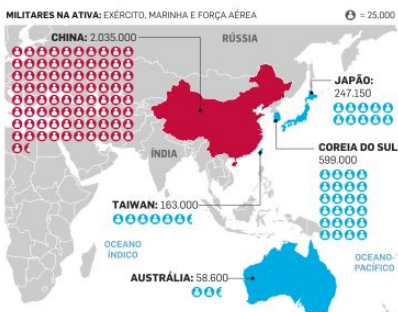 MILITARES NA ATIVA: EXÉRCITO, MARINHA E FORÇA AÉREA
= 25,000
CHINA: 2.035.000
RÚSSIA
JAPÃO:
247.150
ÍNDIA
COREIA DO SUL
599.000
TAIWAN: 163.000
OCEANO
ÍNDICO
AUSTRÁLIA: 58.600
OCEANO-
PACÍFICO